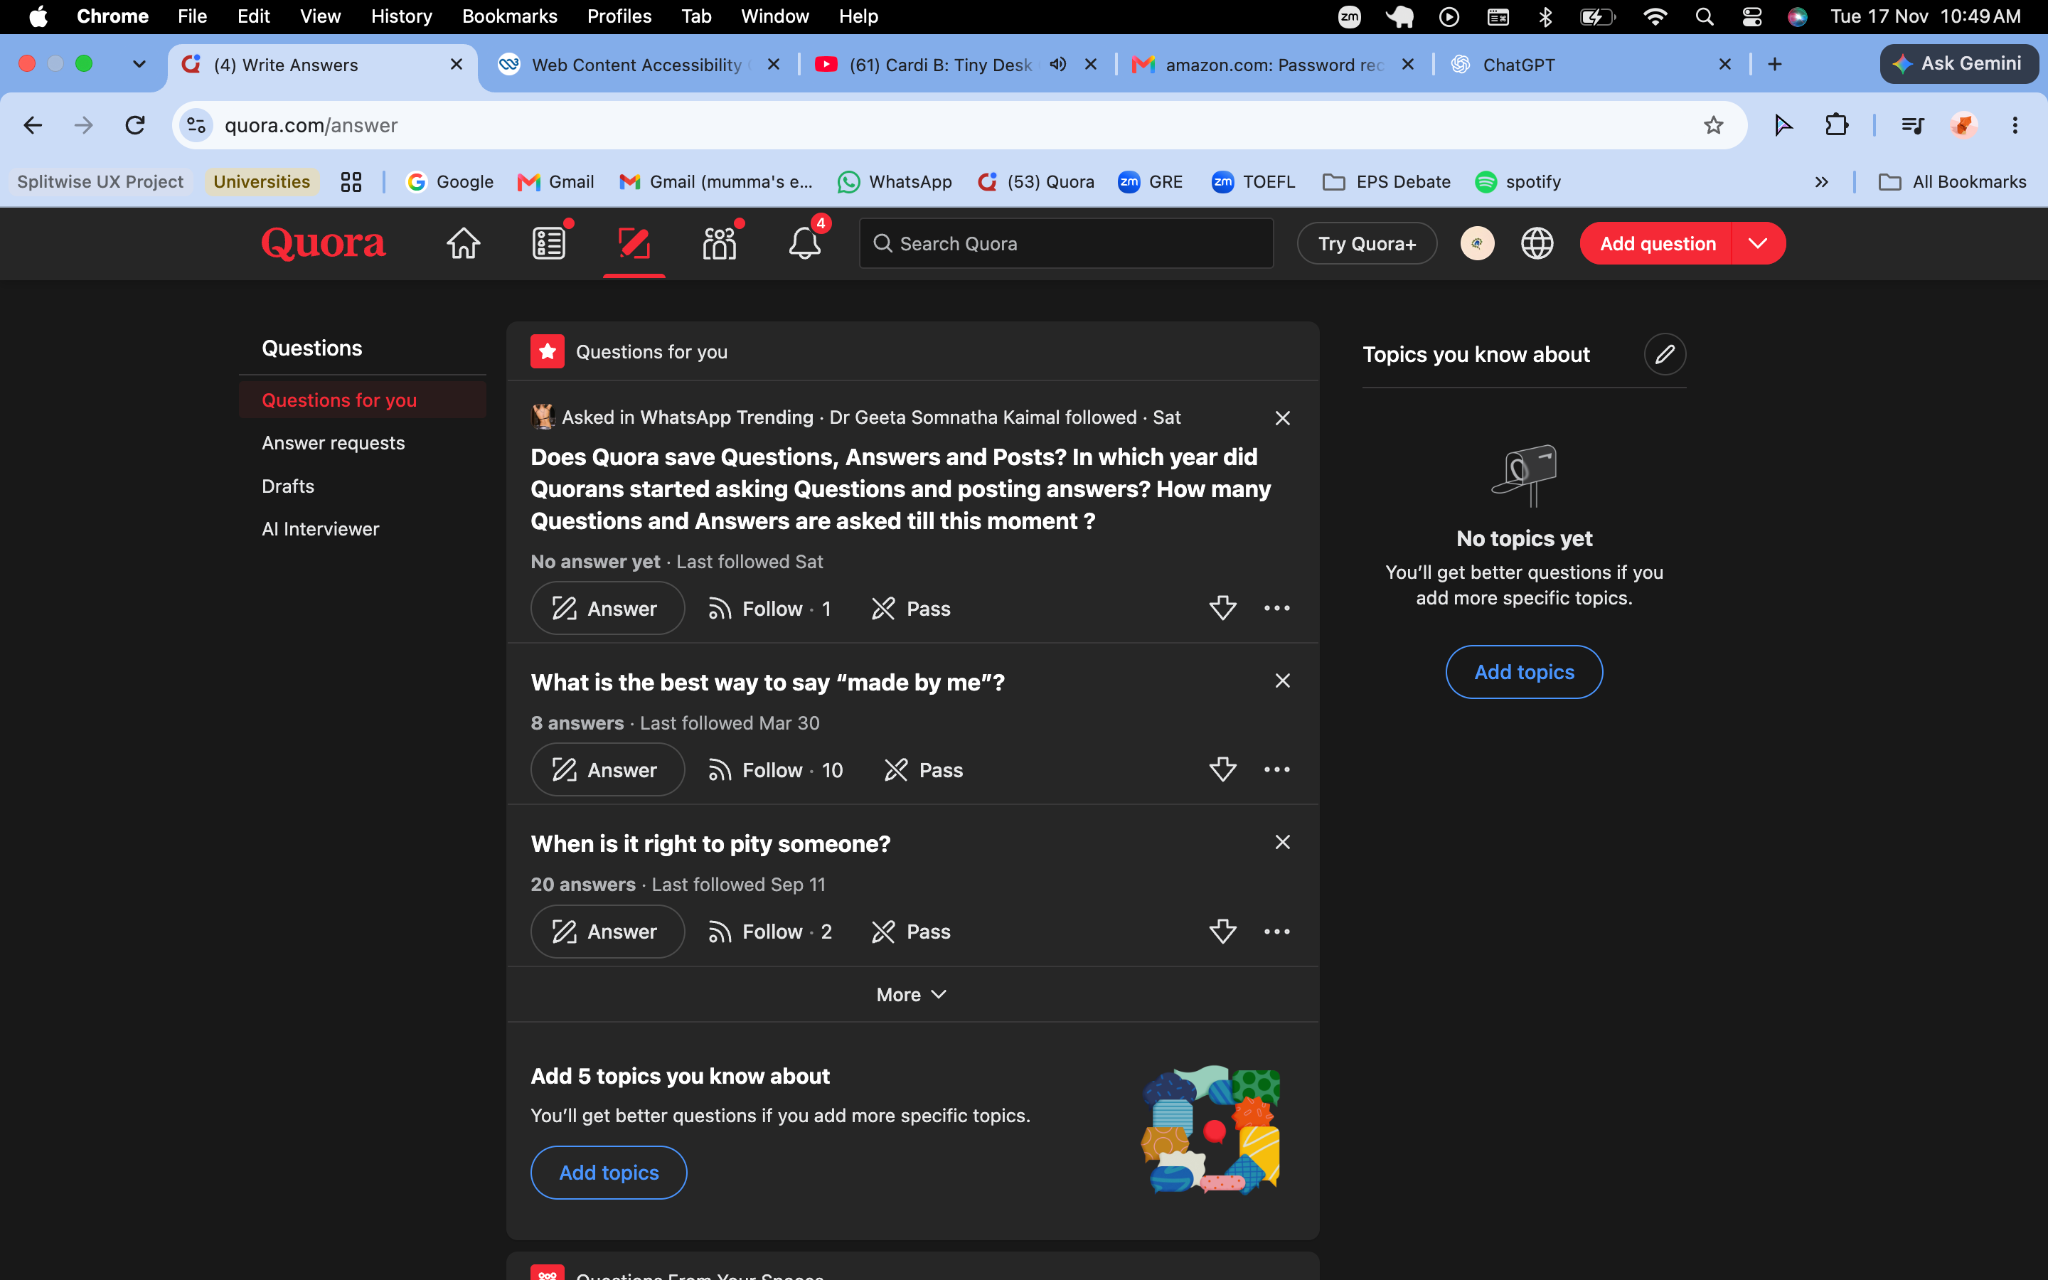 Chrome File Edit View History Bookmarks Profiles Tab Window Help zm Tue 17 Nov 10:49 AM
(4) Write Answers Web Content Accessibility (61) Cardi B: Tiny Desk amazon.com: Password rec ChatGPT Ask Gemini
quora.com/answer
Splitwise UX Project Universities Google Gmail Gmail (mumma's e... WhatsApp (53) Quora zm GRE zm TOEFL EPS Debate spotify All Bookmarks
Quora 4 Search Quora Try Quora+ Add question
Questions
Questions for you
Answer requests
Drafts
AI Interviewer
Questions for you
Asked in WhatsApp Trending · Dr Geeta Somnatha Kaimal followed · Sat
Does Quora save Questions, Answers and Posts? In which year did
Quorans started asking Questions and posting answers? How many
Questions and Answers are asked till this moment ?
No answer yet · Last followed Sat
Answer Follow · 1 Pass
What is the best way to say “made by me”?
8 answers · Last followed Mar 30
Answer Follow · 10 Pass
When is it right to pity someone?
20 answers · Last followed Sep 11
Answer Follow · 2 Pass
More
Add 5 topics you know about
You’ll get better questions if you add more specific topics.
Add topics
Questions From Your Spaces
Topics you know about
No topics yet
You’ll get better questions if you
add more specific topics.
Add topics